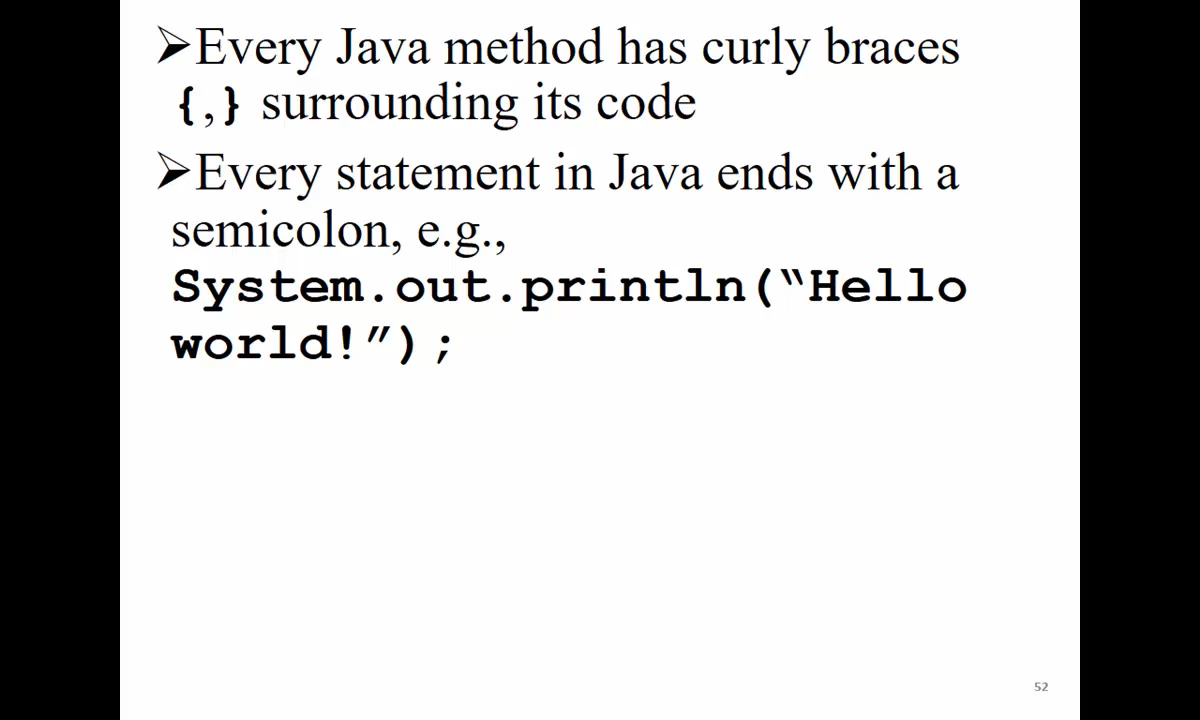 ➢Every Java method has curly braces
{,} surrounding its code
➢Every statement in Java ends with a
semicolon, e.g.,
System.out.println(“Hello
world!”);
52